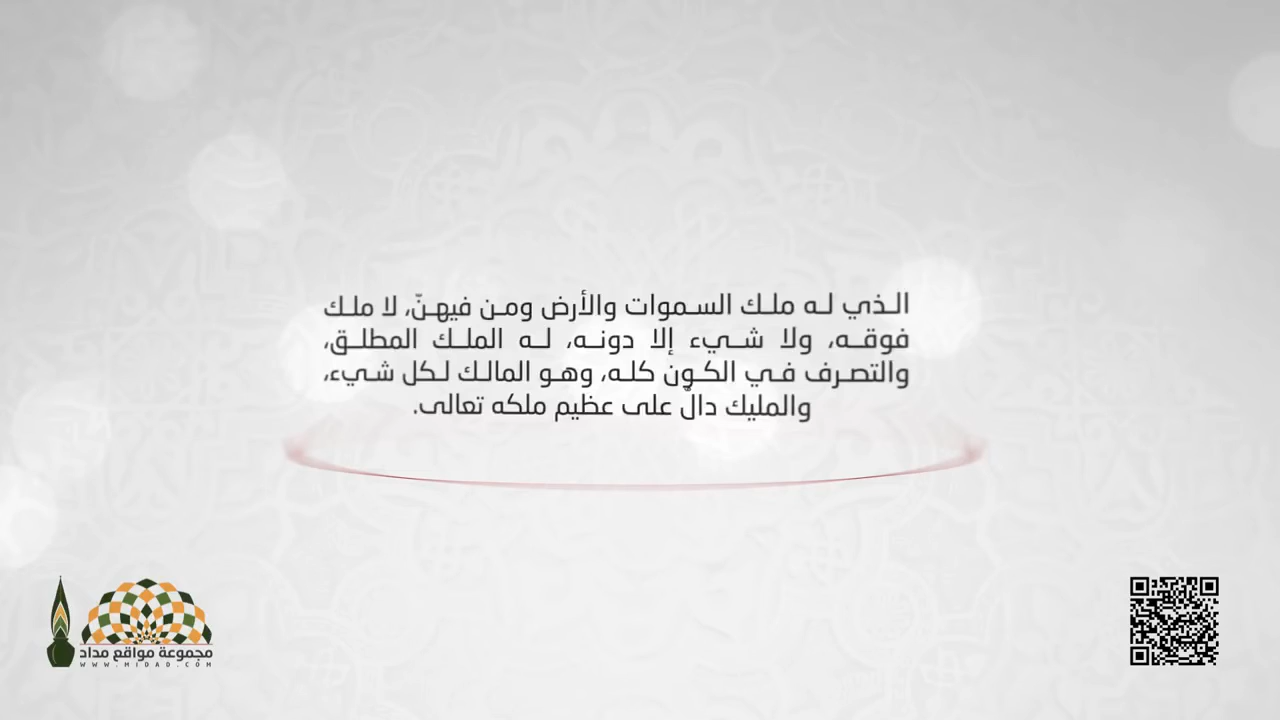 الذي له ملك السموات والأرض ومن فيهنّ، لا ملك
فوقه، ولا شيء إلا دونه، له الملك المطلق،
والتصرف في الكون كله، وهو المالك لكل شيء،
والمليك دالٌ على عظيم ملكه تعالى.
مجموعة مواقع مداد
WWW.MIDAD.COM